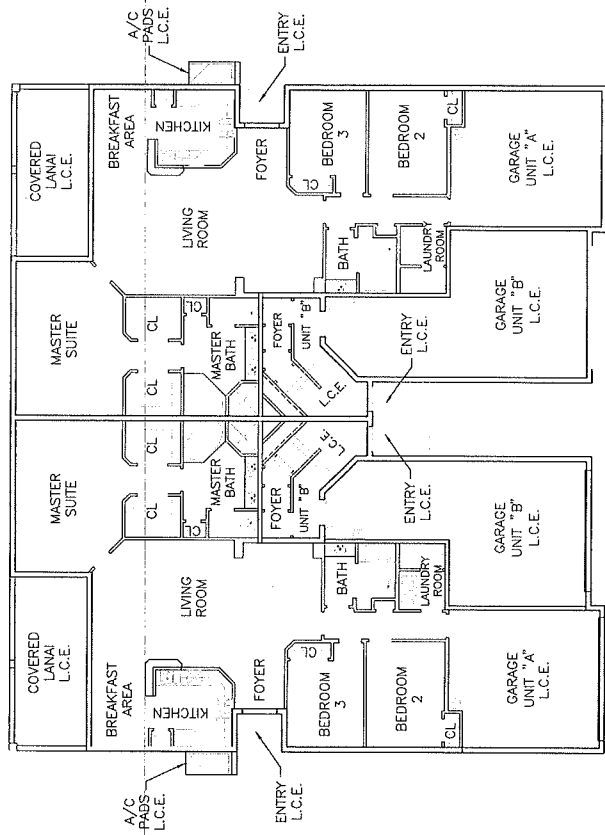 A/C
PADS
L.C.E.
ENTRY
L.C.E.
COVERED
LANAI
L.C.E.
BREAKFAST
AREA
KITCHEN
FOYER
BEDROOM
3
CL
BEDROOM
2
CL
GARAGE
UNIT "A"
L.C.E.
LIVING
ROOM
BATH
LAUNDRY
ROOM
MASTER
SUITE
CL
CL
CL
MASTER
BATH
FOYER
UNIT "B"
L.C.E.
ENTRY
L.C.E.
GARAGE
UNIT "B"
L.C.E.
MASTER
SUITE
CL
CL
CL
MASTER
BATH
FOYER
UNIT "B"
L.C.E.
ENTRY
L.C.E.
GARAGE
UNIT "B"
L.C.E.
COVERED
LANAI
L.C.E.
BREAKFAST
AREA
LIVING
ROOM
KITCHEN
FOYER
BATH
LAUNDRY
ROOM
BEDROOM
3
CL
BEDROOM
2
CL
GARAGE
UNIT "A"
L.C.E.
A/C
PADS
L.C.E.
ENTRY
L.C.E.